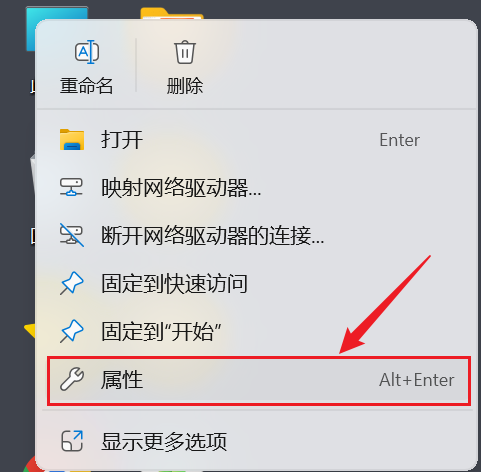 重命名
删除
打开 Enter
映射网络驱动器...
断开网络驱动器的连接...
固定到快速访问
固定到“开始”
属性 Alt+Enter
显示更多选项